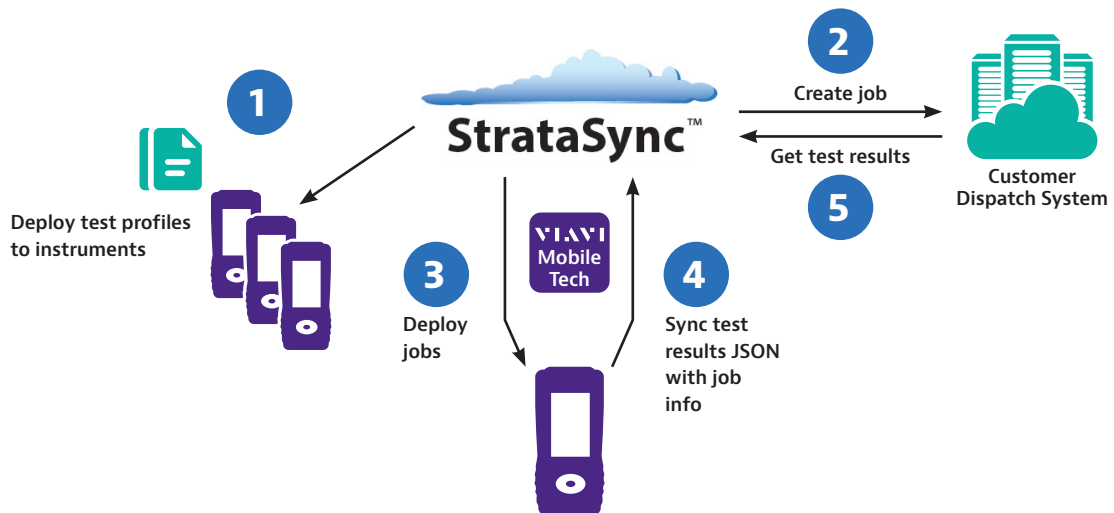 1
Deploy test profiles
to instruments
StrataSync™
2
Create job
Get test results
5
Customer
Dispatch System
3
Deploy
jobs
VIAVI
Mobile
Tech
4
Sync test
results JSON
with job
info